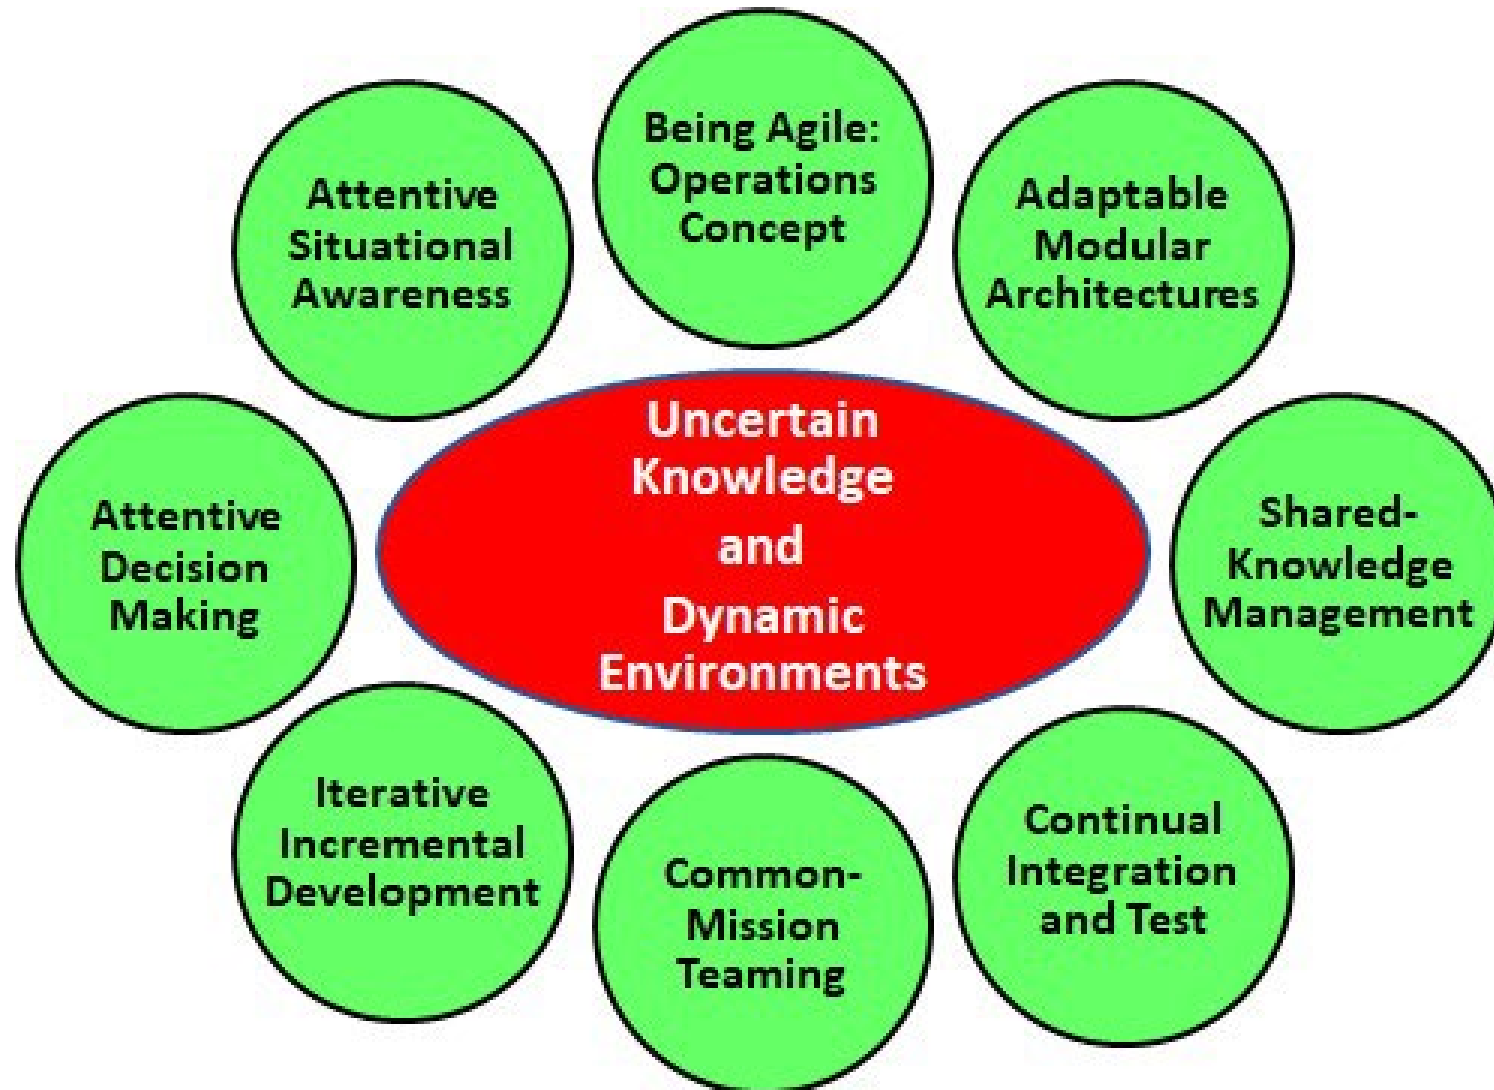 Being Agile:
Operations
Concept
Attentive
Situational
Awareness
Adaptable
Modular
Architectures
Uncertain
Knowledge
and
Dynamic
Environments
Attentive
Decision
Making
Shared-
Knowledge
Management
Iterative
Incremental
Development
Common-
Mission
Teaming
Continual
Integration
and Test